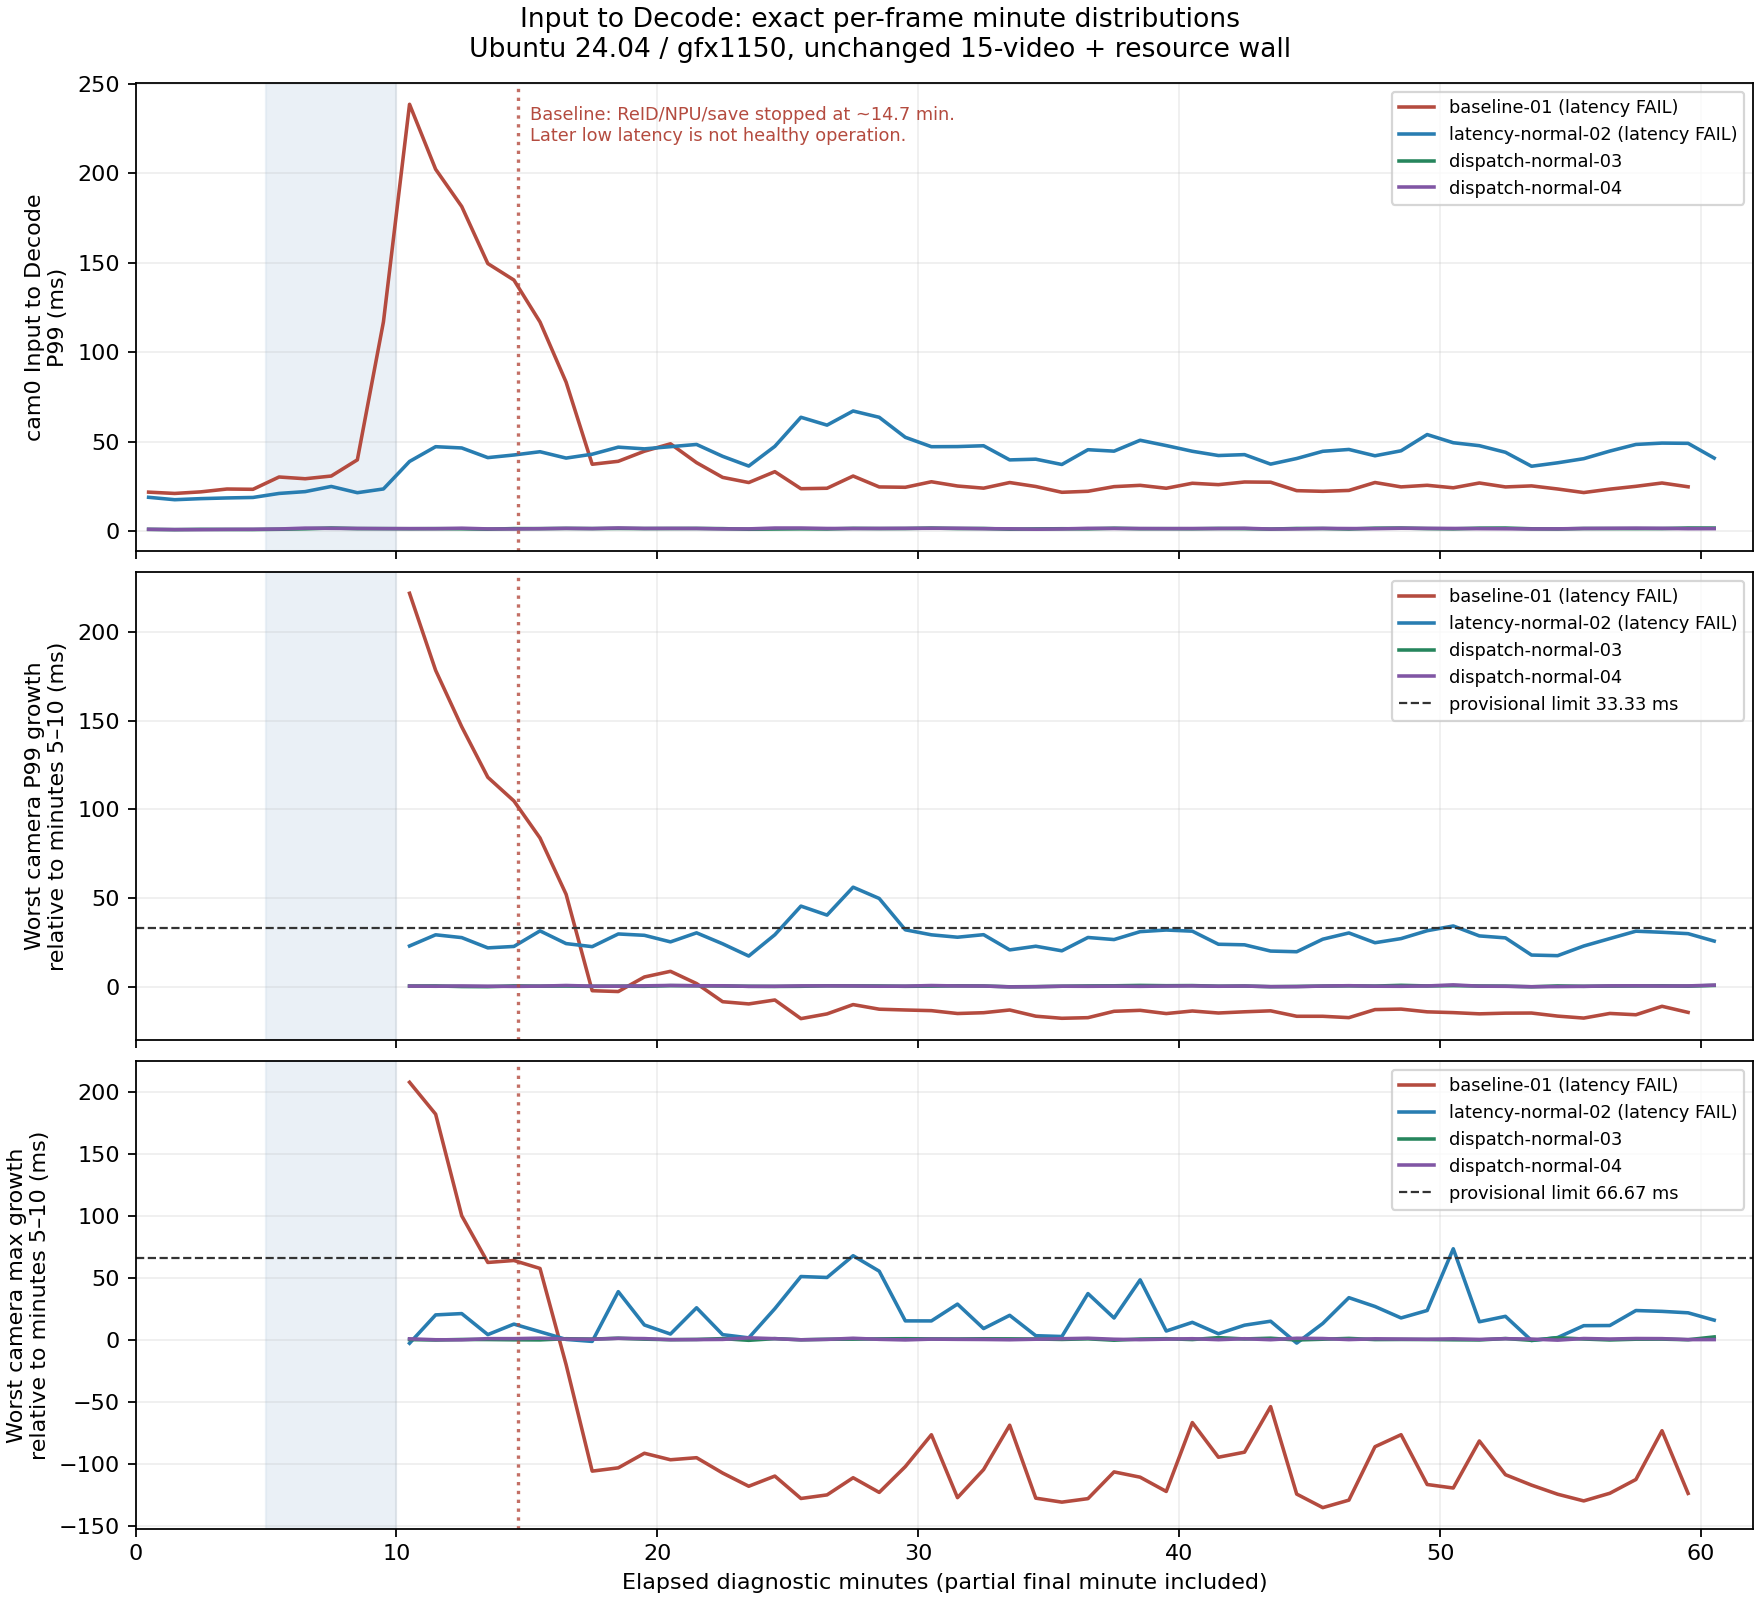 Input to Decode: exact per-frame minute distributions
Ubuntu 24.04 / gfx1150, unchanged 15-video + resource wall
250
200
150
100
50
0
cam0 Input to Decode
P99 (ms)
Baseline: ReID/NPU/save stopped at ~14.7 min.
Later low latency is not healthy operation.
baseline-01 (latency FAIL)
latency-normal-02 (latency FAIL)
dispatch-normal-03
dispatch-normal-04
200
150
100
50
0
Worst camera P99 growth
relative to minutes 5–10 (ms)
baseline-01 (latency FAIL)
latency-normal-02 (latency FAIL)
dispatch-normal-03
dispatch-normal-04
provisional limit 33.33 ms
200
150
100
50
0
−50
−100
−150
Worst camera max growth
relative to minutes 5–10 (ms)
baseline-01 (latency FAIL)
latency-normal-02 (latency FAIL)
dispatch-normal-03
dispatch-normal-04
provisional limit 66.67 ms
0 10 20 30 40 50 60
Elapsed diagnostic minutes (partial final minute included)